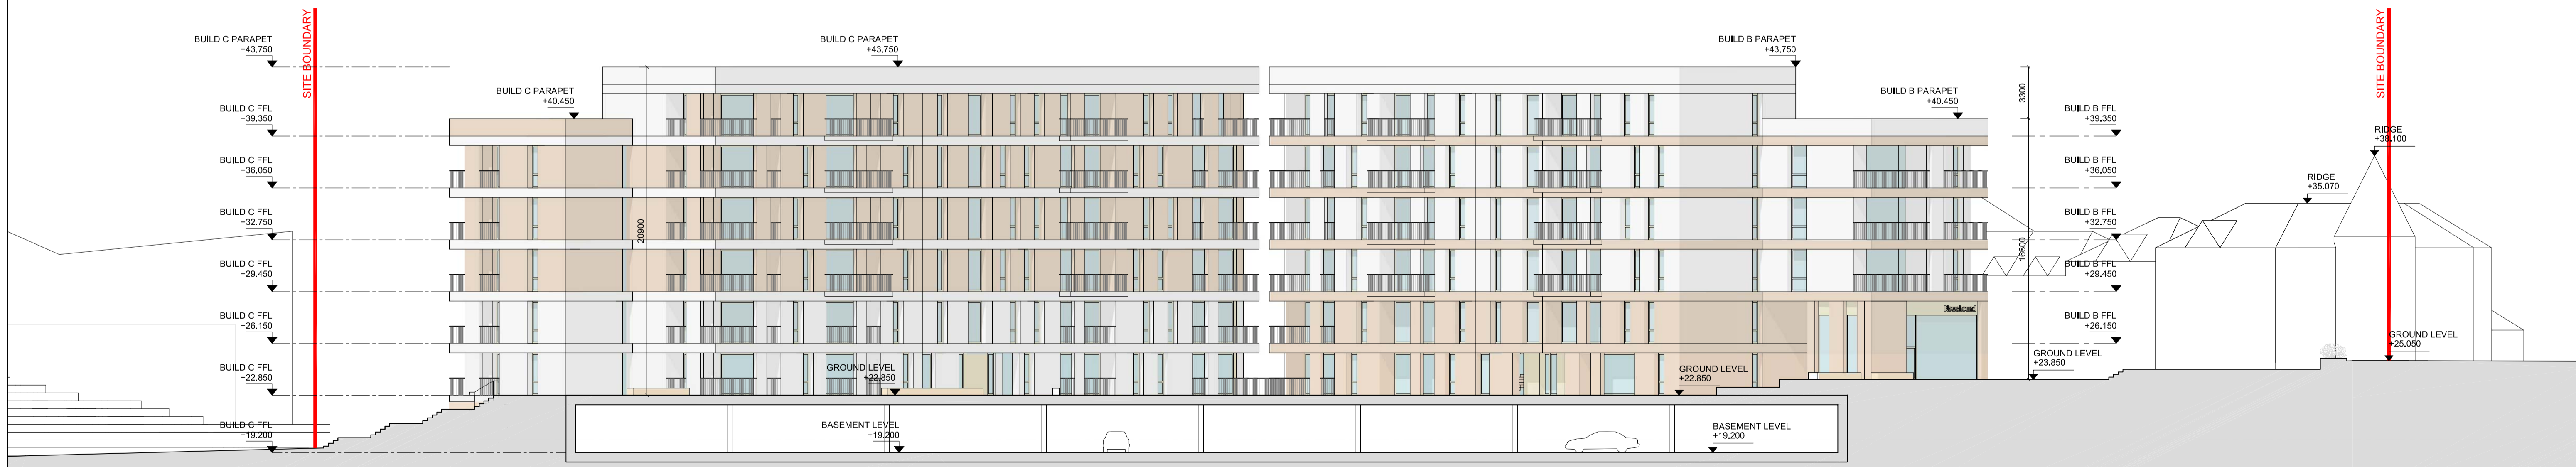 SITE BOUNDARY
BUILD C PARAPET
+43,750
BUILD C FFL
+39,350
BUILD C FFL
+36,050
BUILD C FFL
+32,750
BUILD C FFL
+29,450
BUILD C FFL
+26,150
BUILD C FFL
+22,850
BUILD C FFL
+19,200
BUILD C PARAPET
+40,450
BUILD C PARAPET
+43,750
20900
GROUND LEVEL
+22,850
BASEMENT LEVEL
+19,200
BUILD B PARAPET
+43,750
BUILD B PARAPET
+40,450
GROUND LEVEL
+22,850
BASEMENT LEVEL
+19,200
3300
16600
BUILD B FFL
+39,350
BUILD B FFL
+36,050
BUILD B FFL
+32,750
BUILD B FFL
+29,450
BUILD B FFL
+26,150
GROUND LEVEL
+23,850
RIDGE
+35,070
RIDGE
+38,100
SITE BOUNDARY
GROUND LEVEL
+25,050